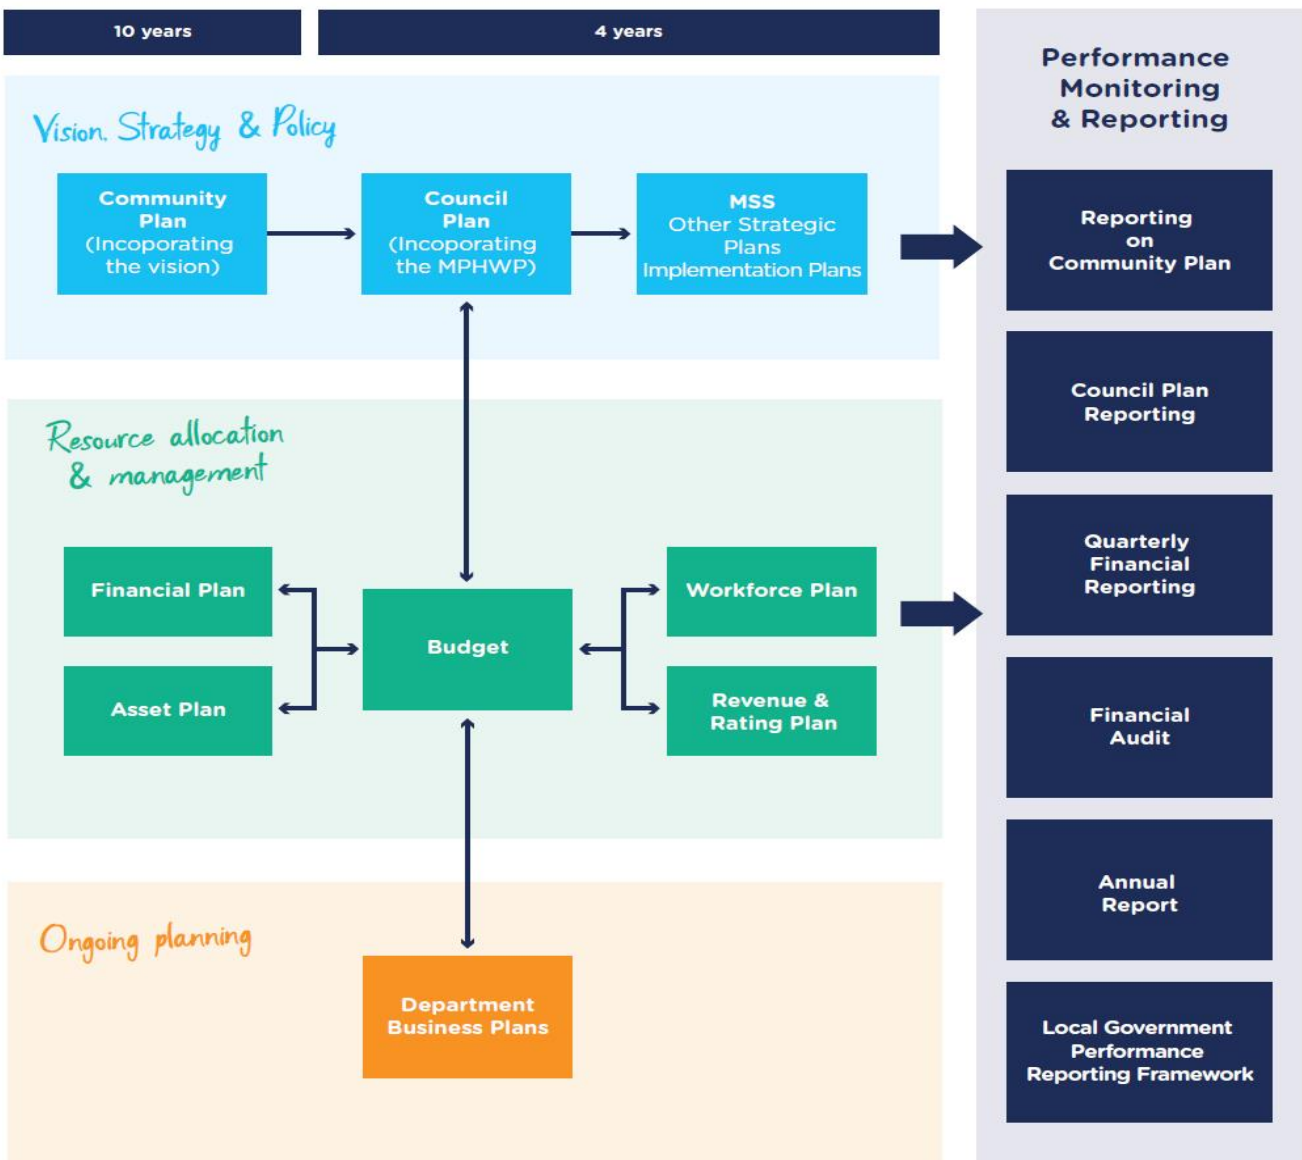 10 years
4 years
Vision, Strategy & Policy
Community
Plan
(Incoporating
the vision)
Council
Plan
(Incoporating
the MPHWP)
MSS
Other Strategic
Plans
Implementation Plans
Resource allocation
& management
Financial Plan
Asset Plan
Budget
Workforce Plan
Revenue &
Rating Plan
Ongoing planning
Department
Business Plans
Performance
Monitoring
& Reporting
Reporting
on
Community Plan
Council Plan
Reporting
Quarterly
Financial
Reporting
Financial
Audit
Annual
Report
Local Government
Performance
Reporting Framework